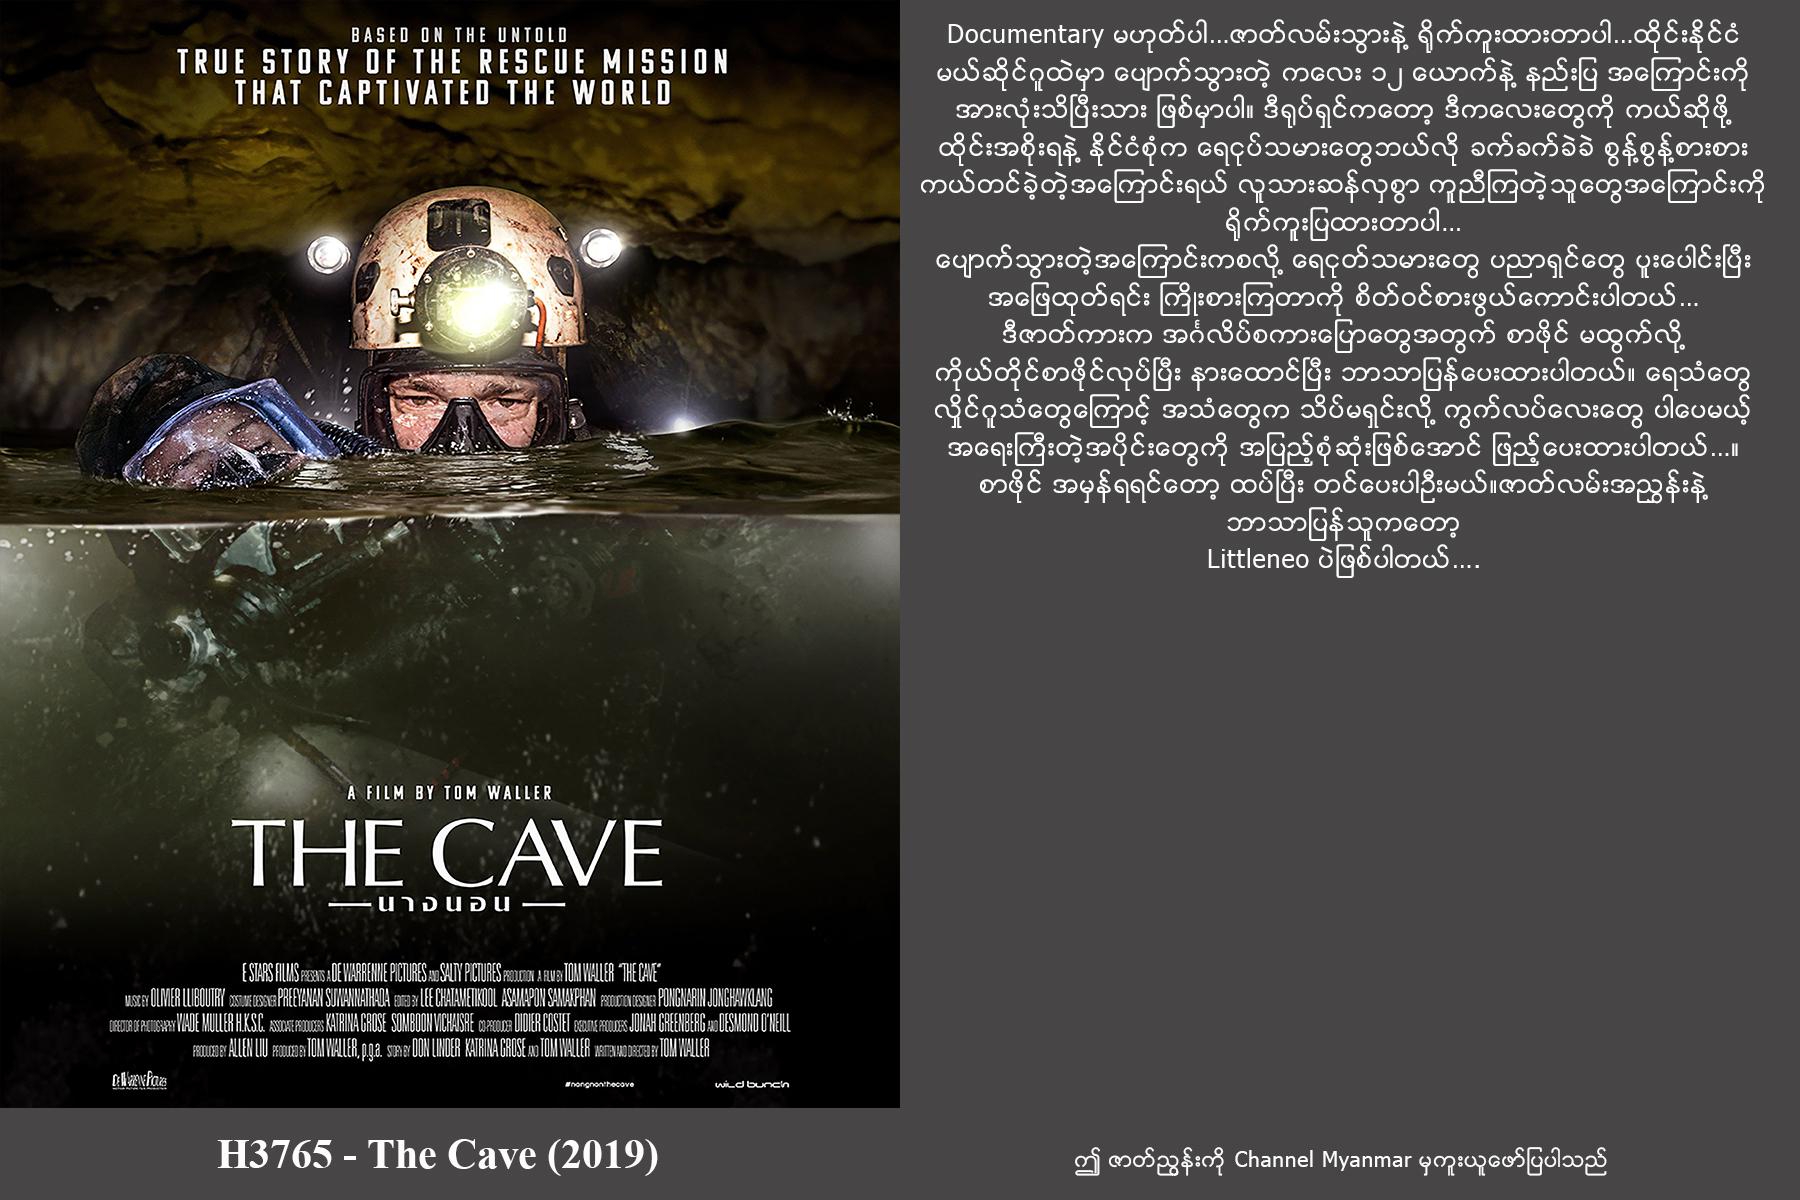 BASED ON THE UNTOLD
TRUE STORY OF THE RESCUE MISSION
THAT CAPTIVATED THE WORLD
A FILM BY TOM WALLER
THE CAVE
นางนอน
E STARS FILMS PRESENTS A DE WARRENNE PICTURES AND SALTY PICTURES PRODUCTION A FILM BY TOM WALLER "THE CAVE"
MUSIC BY OLIVIER LLIBOUTRY COSTUME DESIGNER PREEYANAN SUWANNATHADA EDITED BY LEE CHATAMETIKOOL ASAMAPON SAMAKPHAN PRODUCTION DESIGNER PONGNARIN JONGHAWKLANG
DIRECTOR OF PHOTOGRAPHY WADE MULLER H.K.S.C. ASSOCIATE PRODUCERS KATRINA GROSE SOMBOON VICHAISRE CO-PRODUCER DIDIER COSTET EXECUTIVE PRODUCERS JONAH GREENBERG AND DESMOND O'NEILL
PRODUCED BY ALLEN LIU PRODUCED BY TOM WALLER, p.g.a. STORY BY DON LINDER KATRINA GROSE AND TOM WALLER WRITTEN AND DIRECTED BY TOM WALLER
DE WARRENNE PICTURES
#nangnonthecave
wild bunch
H3765 - The Cave (2019)
Documentary မဟုတ်ပါ...ဇာတ်လမ်းသွားနဲ့ ရိုက်ကူးထားတာပါ...ထိုင်းနိုင်ငံ
မယ်ဆိုင်ဂူထဲမှာ ပျောက်သွားတဲ့ ကလေး ၁၂ ယောက်နဲ့ နည်းပြ အကြောင်းကို
အားလုံးသိပြီးသား ဖြစ်မှာပါ။ ဒီရုပ်ရှင်ကတော့ ဒီကလေးတွေကို ကယ်ဆိုဖို့
ထိုင်းအစိုးရနဲ့ နိုင်ငံစုံက ရေငုပ်သမားတွေဘယ်လို ခက်ခက်ခဲခဲ စွန့်စွန့်စားစား
ကယ်တင်ခဲ့တဲ့အကြောင်းရယ် လူသားဆန်လှစွာ ကူညီကြတဲ့သူတွေအကြောင်းကို
ရိုက်ကူးပြထားတာပါ...
ပျောက်သွားတဲ့အကြောင်းကစလို့ ရေငုတ်သမားတွေ ပညာရှင်တွေ ပူးပေါင်းပြီး
အဖြေထုတ်ရင်း ကြိုးစားကြတာကို စိတ်ဝင်စားဖွယ်ကောင်းပါတယ်...
ဒီဇာတ်ကားက အင်္ဂလိပ်စကားပြောတွေအတွက် စာဖိုင် မထွက်လို့
ကိုယ်တိုင်စာဖိုင်လုပ်ပြီး နားထောင်ပြီး ဘာသာပြန်ပေးထားပါတယ်။ ရေသံတွေ
လှိုင်ဂူသံတွေကြောင့် အသံတွေက သိပ်မရှင်းလို့ ကွက်လပ်လေးတွေ ပါပေမယ့်
အရေးကြီးတဲ့အပိုင်းတွေကို အပြည့်စုံဆုံးဖြစ်အောင် ဖြည့်ပေးထားပါတယ်...။
စာဖိုင် အမှန်ရရင်တော့ ထပ်ပြီး တင်ပေးပါဦးမယ်။ဇာတ်လမ်းအညွှန်းနဲ့
ဘာသာပြန်သူကတော့
Littleneo ပဲဖြစ်ပါတယ်....
ဤ ဇာတ်ညွှန်းကို Channel Myanmar မှကူးယူဖော်ပြပါသည်